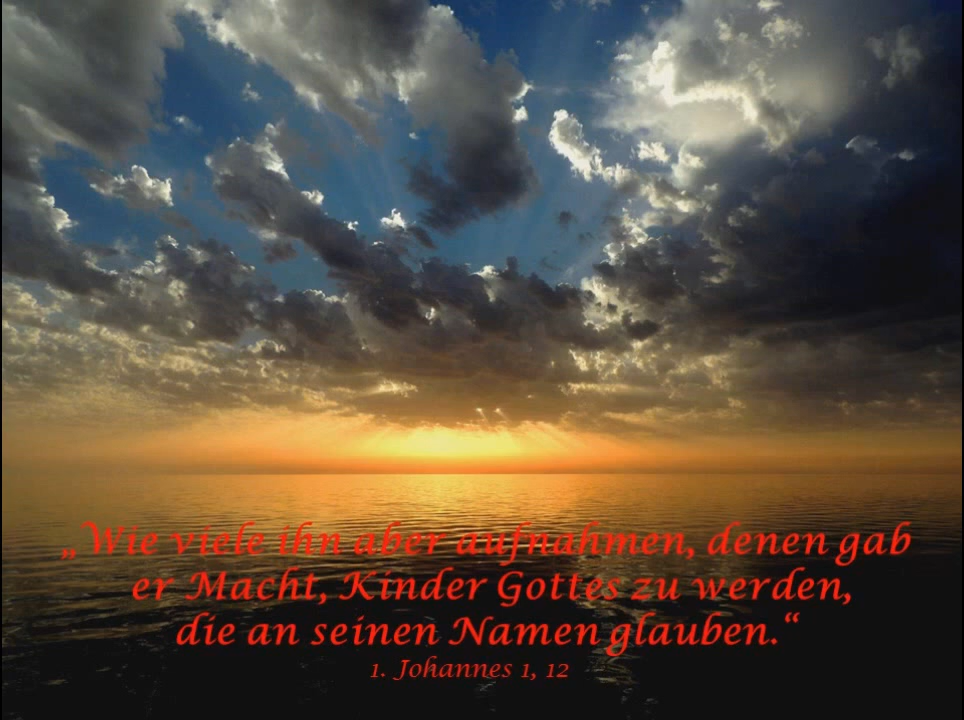 „Wie viele ihn aber aufnahmen, denen gab
er Macht, Kinder Gottes zu werden,
die an seinen Namen glauben.“
1. Johannes 1, 12